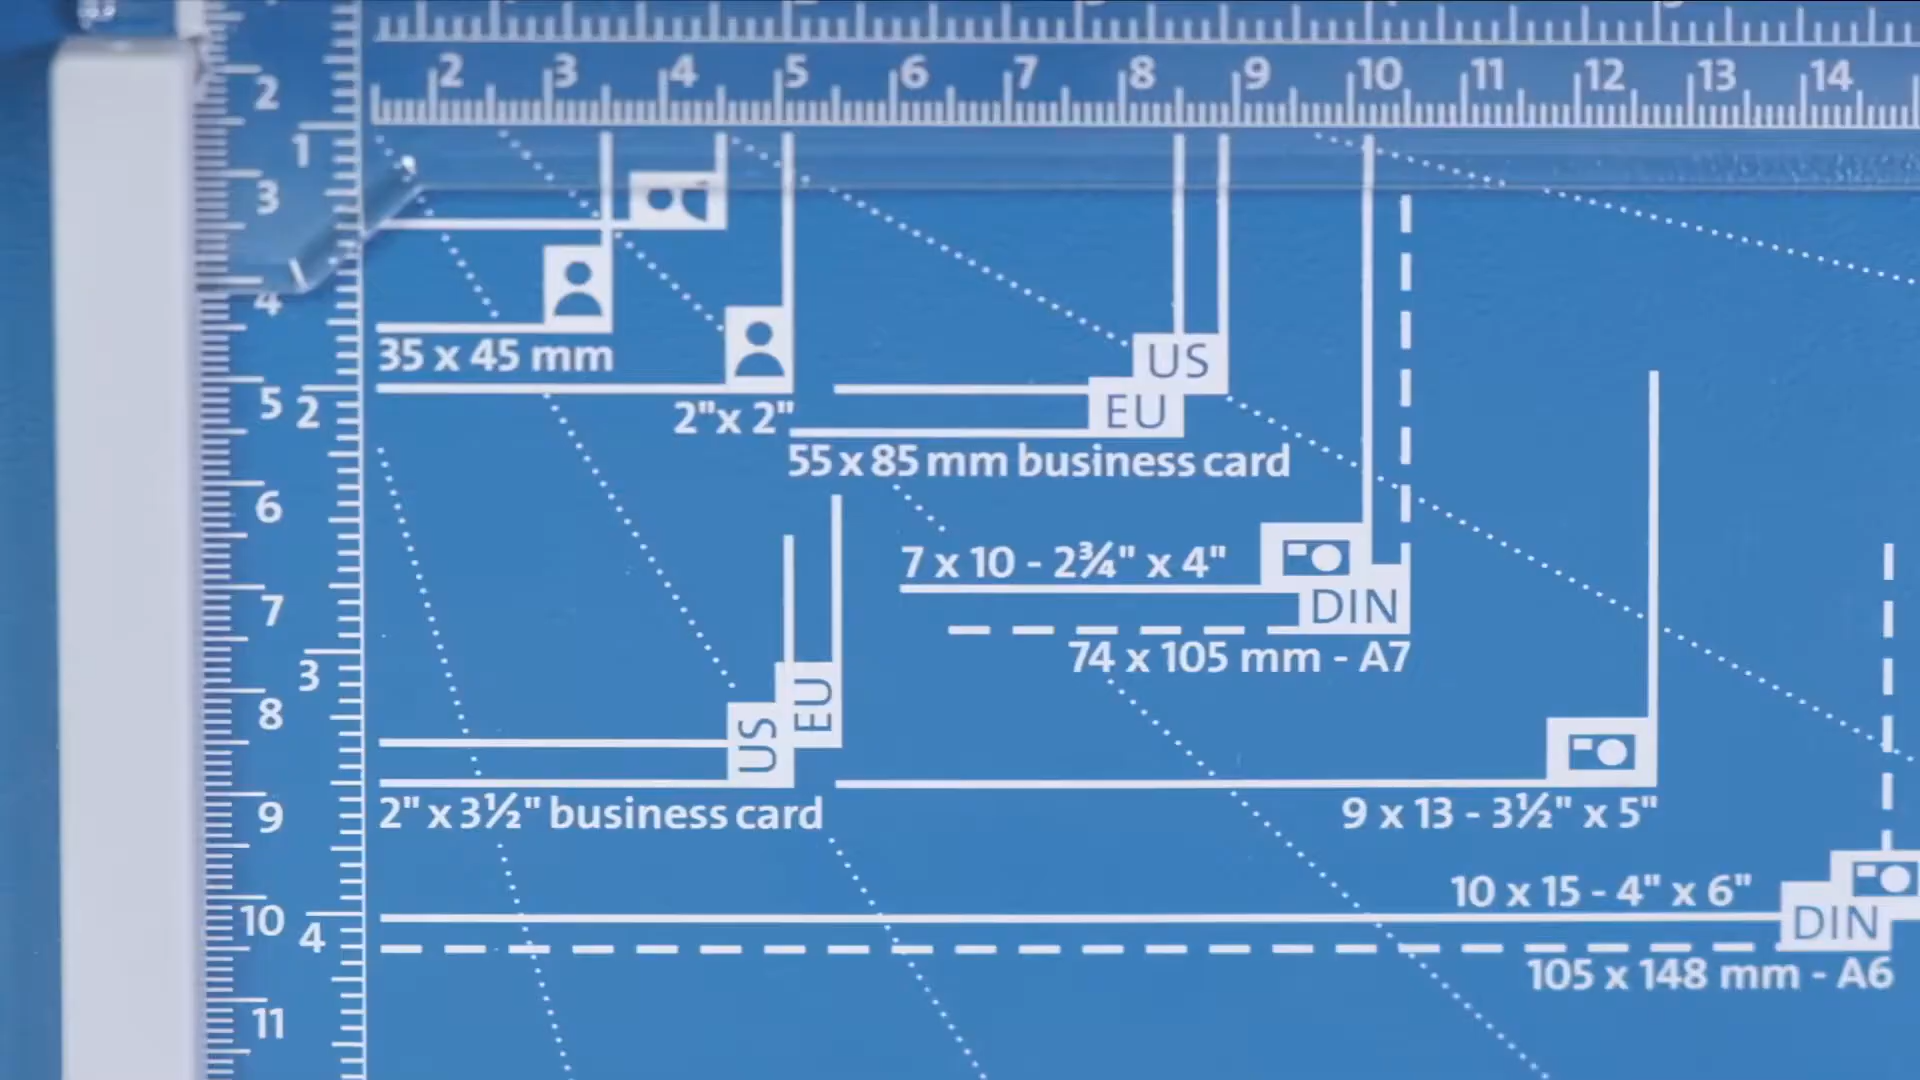 2 3 4 5 6 7 8 9 10 11 12 13 14
2
1
3
4
35 x 45 mm
5 2
2"x 2"
US
EU
55 x 85 mm business card
6
7 x 10 - 2¾" x 4"
7
DIN
74 x 105 mm - A7
3
8
EU
US
9
2" x 3½" business card
9 x 13 - 3½" x 5"
10 x 15 - 4" x 6"
10 4
DIN
105 x 148 mm - A6
11